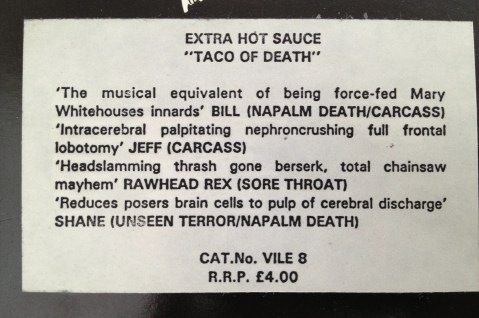 EXTRA HOT SAUCE
"TACO OF DEATH"
'The musical equivalent of being force-fed Mary
Whitehouses innards' BILL (NAPALM DEATH/CARCASS)
'Intracerebral palpitating nephroncrushing full frontal
lobotomy' JEFF (CARCASS)
'Headslamming thrash gone berserk, total chainsaw
mayhem' RAWHEAD REX (SORE THROAT)
'Reduces posers brain cells to pulp of cerebral discharge'
SHANE (UNSEEN TERROR/NAPALM DEATH)
CAT.No. VILE 8
R.R.P. £4.00